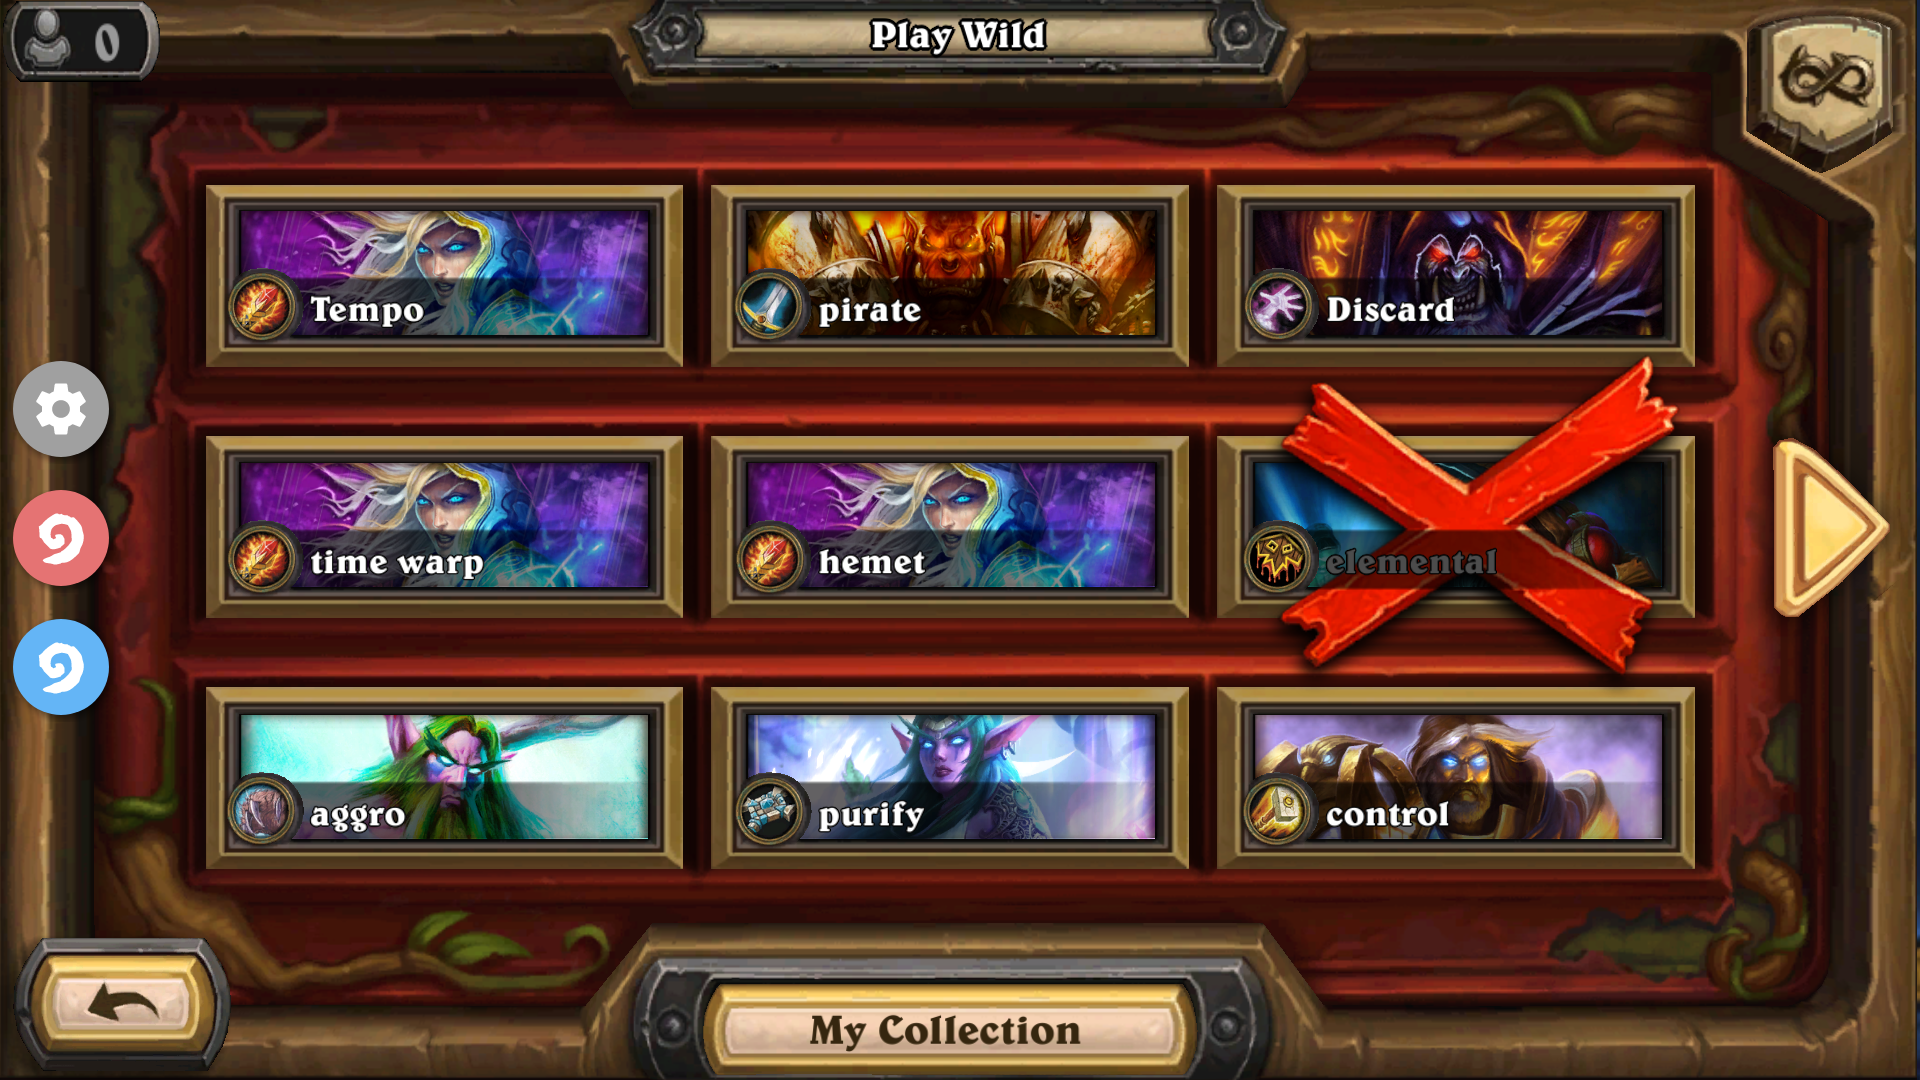 0
Play Wild
Tempo
pirate
Discard
time warp
hemet
elemental
aggro
purify
control
My Collection